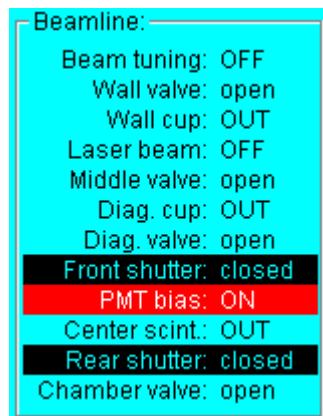 Beamline:
Beam tuning: OFF
Wall valve: open
Wall cup: OUT
Laser beam: OFF
Middle valve: open
Diag. cup: OUT
Diag. valve: open
Front shutter: closed
PMT bias: ON
Center scint.: OUT
Rear shutter: closed
Chamber valve: open